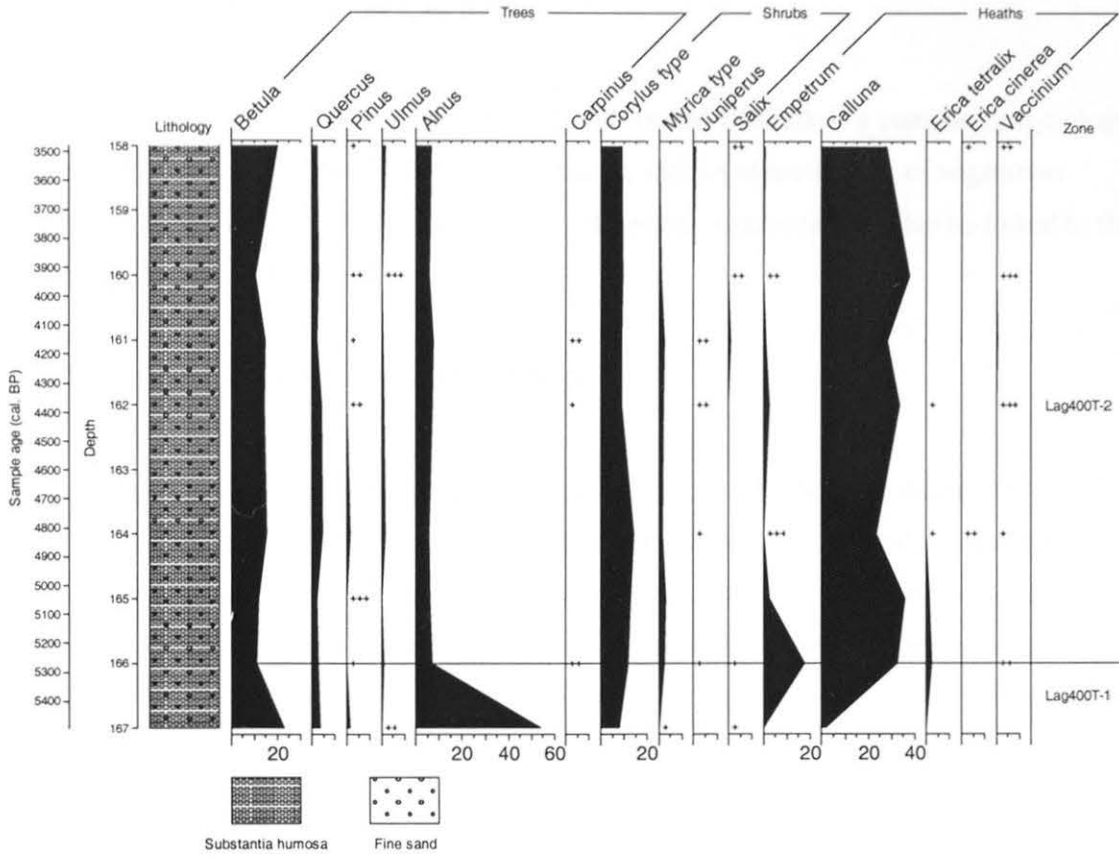 Trees Shrubs Heaths
Lithology Betula Quercus Pinus Ulmus Alnus Carpinus Corylus type Myrica type Juniperus Salix Empetrum Calluna Erica tetralix Erica cinerea Vaccinium Zone
Sample age (cal. BP)
3500
3600
3700
3800
3900
4000
4100
4200
4300
4400
4500
4600
4700
4800
4900
5000
5100
5200
5300
5400
Depth
158
159
160
161
162
163
164
165
166
167
+ ++ + ++
++ +++ ++ ++ +++
+ ++ ++
++ + ++ + +++
+ +++ + ++ +
+++
+ ++ + + ++
++ + +
Lag400T-2
Lag400T-1
20 20 40 60 20 20 40
Substantia humosa Fine sand